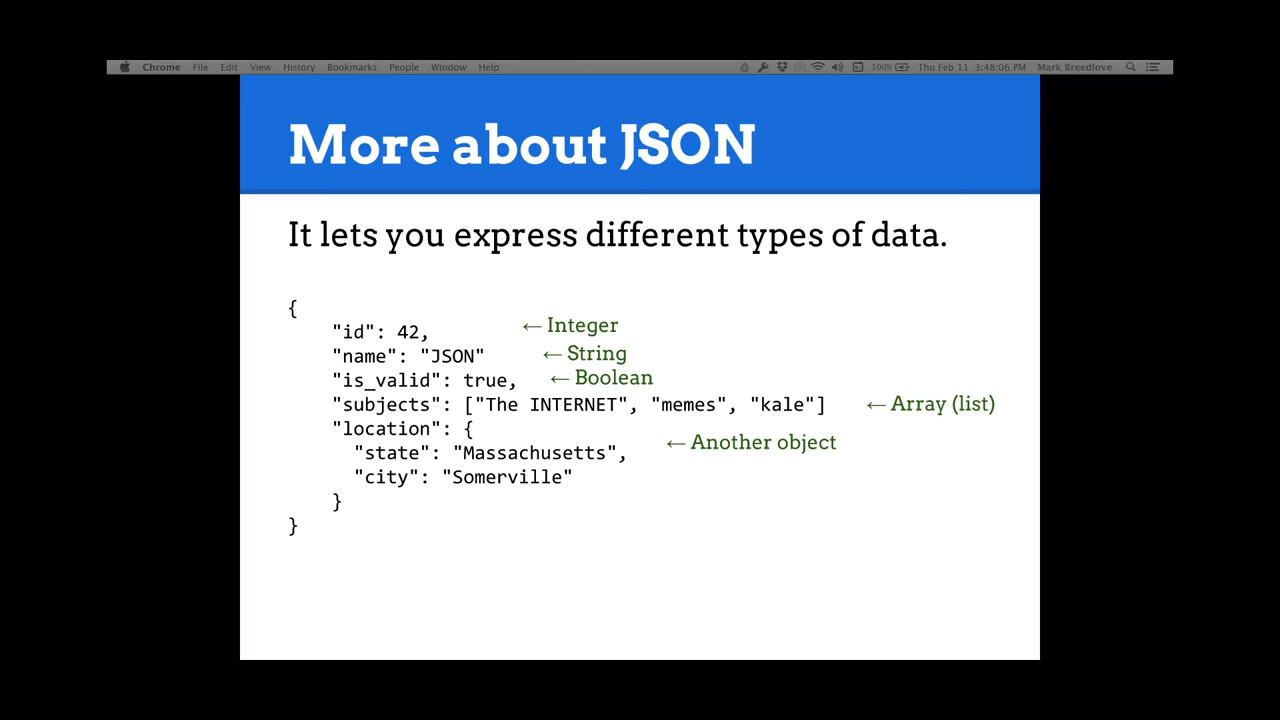 Chrome File Edit View History Bookmarks People Window Help 100% Thu Feb 11 3:48:06 PM Mark Breedlove
More about JSON
It lets you express different types of data.
{
"id": 42, ← Integer
"name": "JSON" ← String
"is_valid": true, ← Boolean
"subjects": ["The INTERNET", "memes", "kale"] ← Array (list)
"location": {
← Another object
"state": "Massachusetts",
"city": "Somerville"
}
}